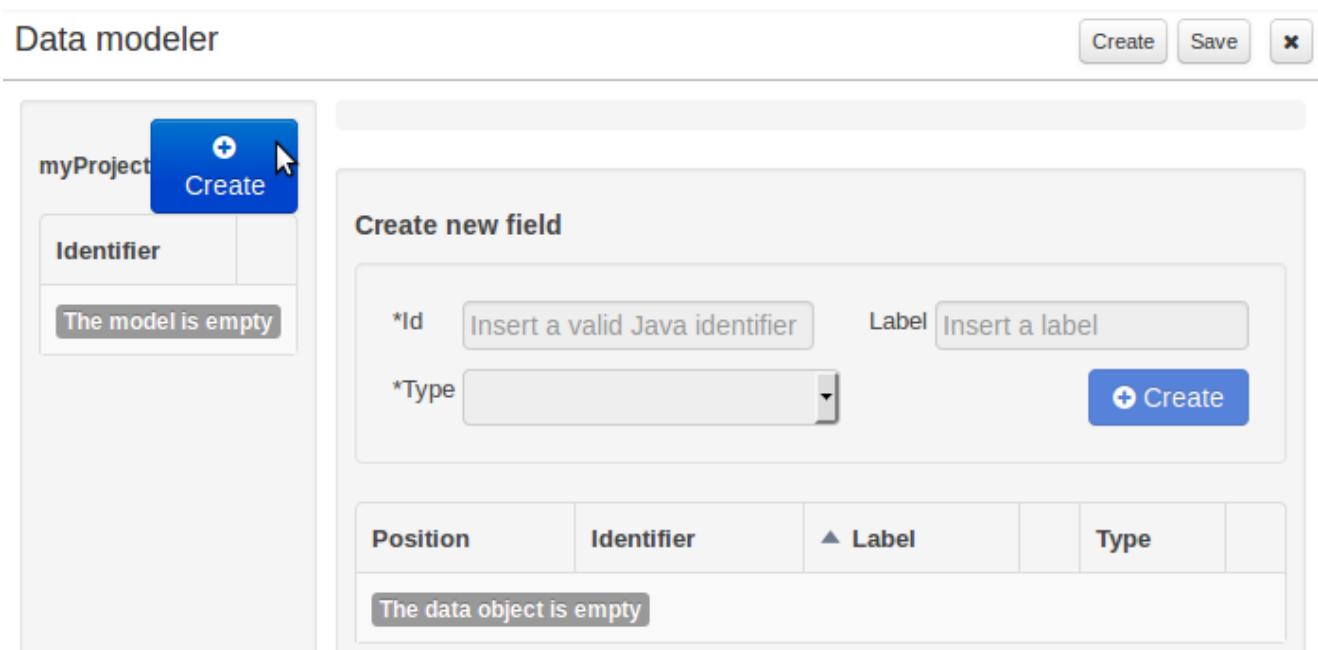 Data modeler
Create Save
myProject
Create
Identifier
The model is empty
Create new field
*Id Insert a valid Java identifier Label Insert a label
*Type Create
Position Identifier Label Type
The data object is empty